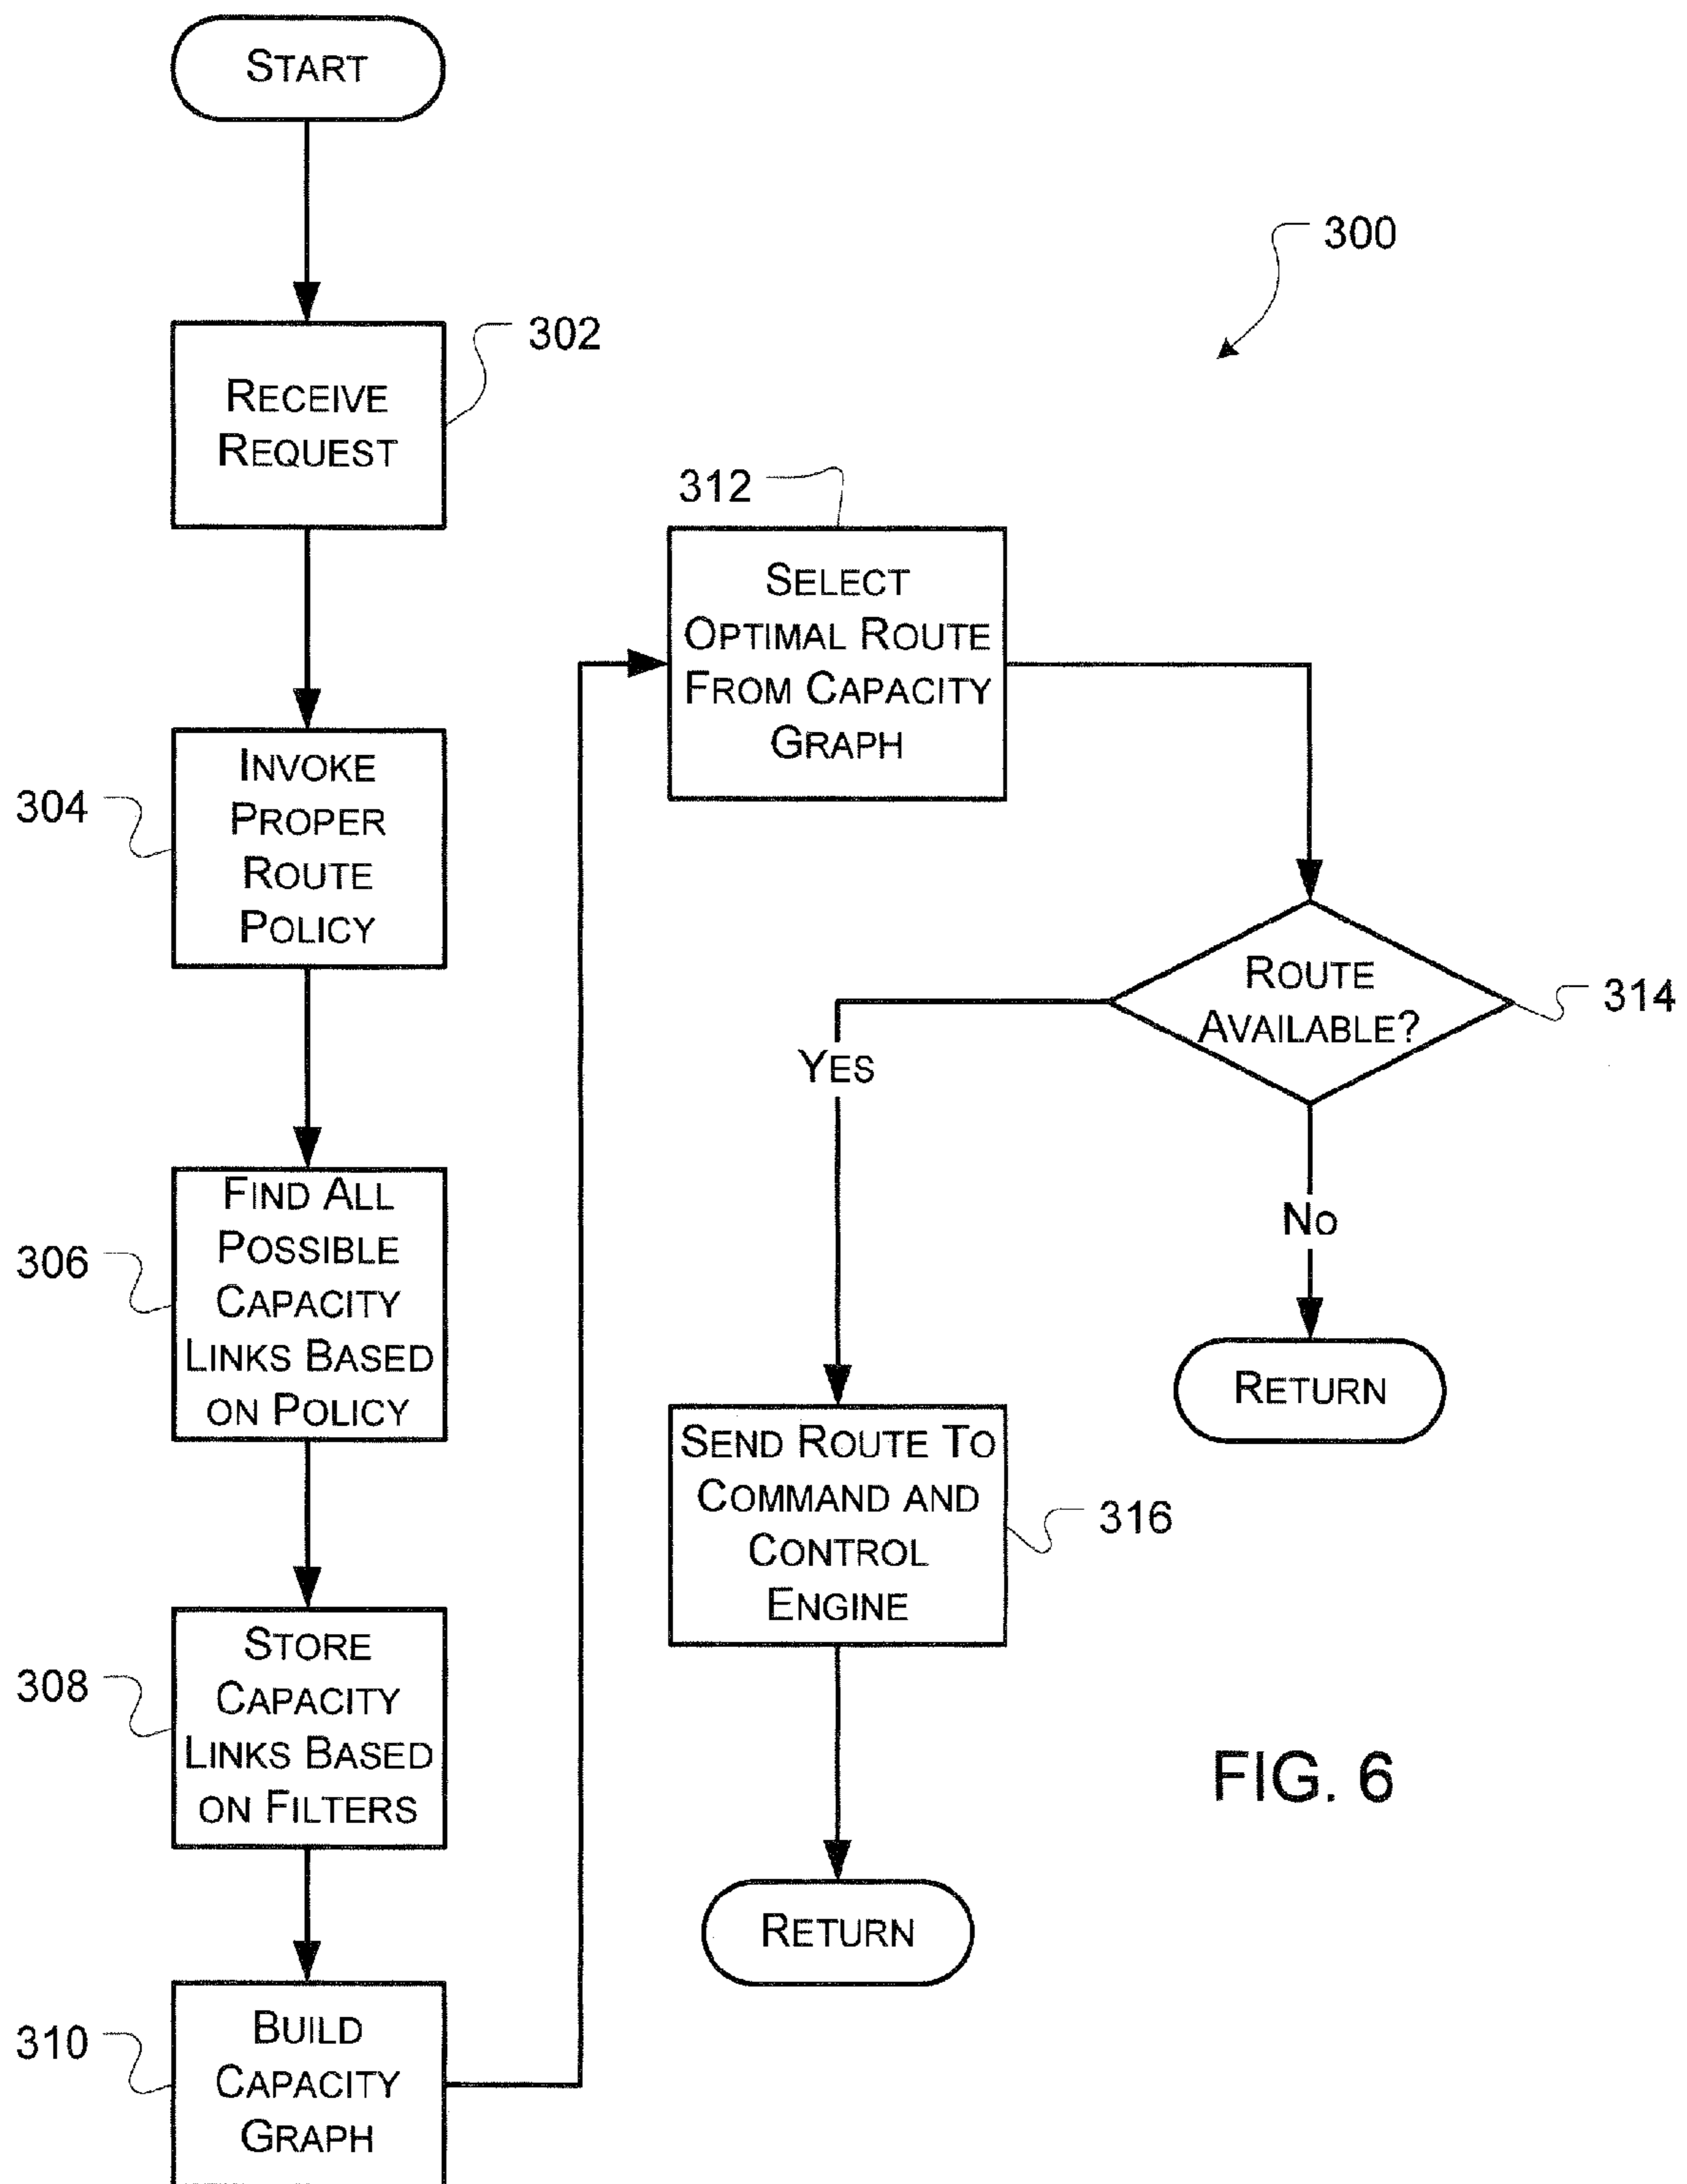 START
300
302
RECEIVE
REQUEST
312
SELECT
OPTIMAL ROUTE
FROM CAPACITY
GRAPH
304
INVOKE
PROPER
ROUTE
POLICY
ROUTE
AVAILABLE?
314
YES
NO
306
FIND ALL
POSSIBLE
CAPACITY
LINKS BASED
ON POLICY
RETURN
SEND ROUTE TO
COMMAND AND
CONTROL
ENGINE
316
308
STORE
CAPACITY
LINKS BASED
ON FILTERS
FIG. 6
RETURN
310
BUILD
CAPACITY
GRAPH